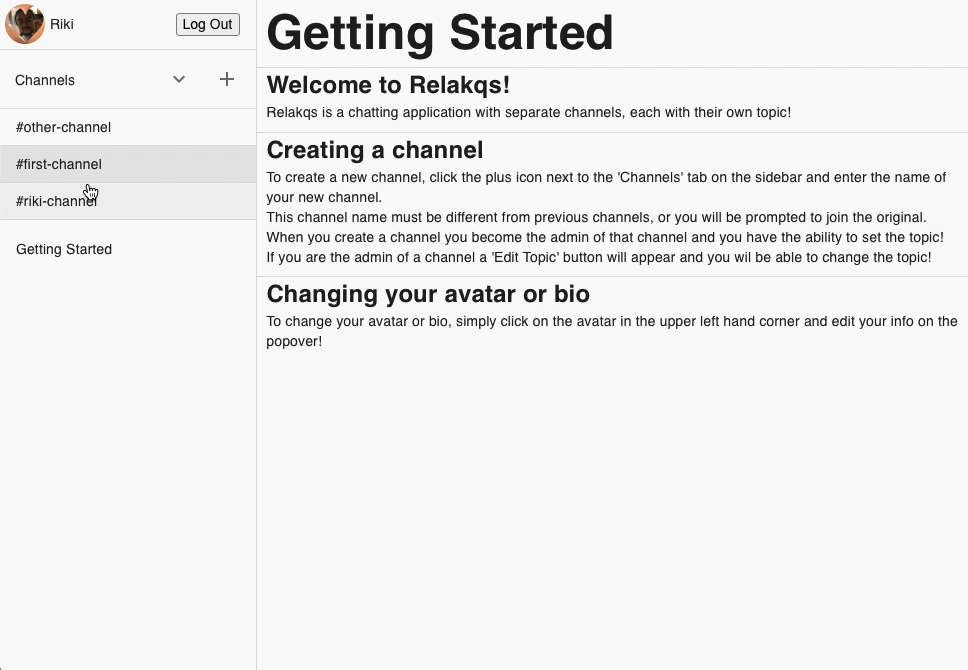 Riki
Log Out
Channels
#other-channel
#first-channel
#riki-channel
Getting Started
Getting Started
Welcome to Relakqs!
Relakqs is a chatting application with separate channels, each with their own topic!
Creating a channel
To create a new channel, click the plus icon next to the 'Channels' tab on the sidebar and enter the name of
your new channel.
This channel name must be different from previous channels, or you will be prompted to join the original.
When you create a channel you become the admin of that channel and you have the ability to set the topic!
If you are the admin of a channel a 'Edit Topic' button will appear and you wil be able to change the topic!
Changing your avatar or bio
To change your avatar or bio, simply click on the avatar in the upper left hand corner and edit your info on the
popover!